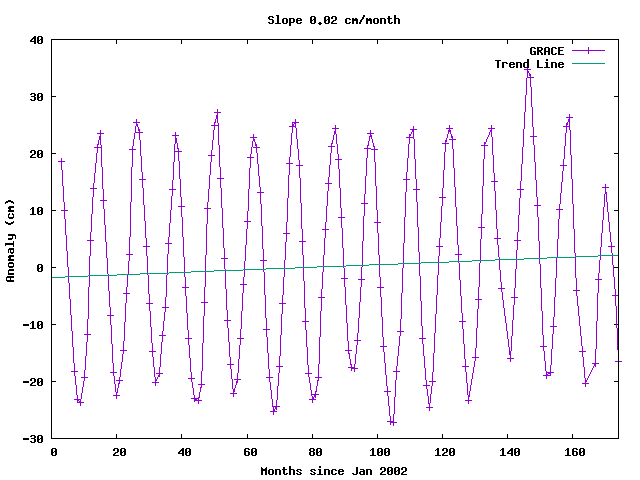 Slope 0.02 cm/month
40
30
20
10
0
-10
-20
-30
Anomaly (cm)
GRACE
Trend Line
0 20 40 60 80 100 120 140 160
Months since Jan 2002